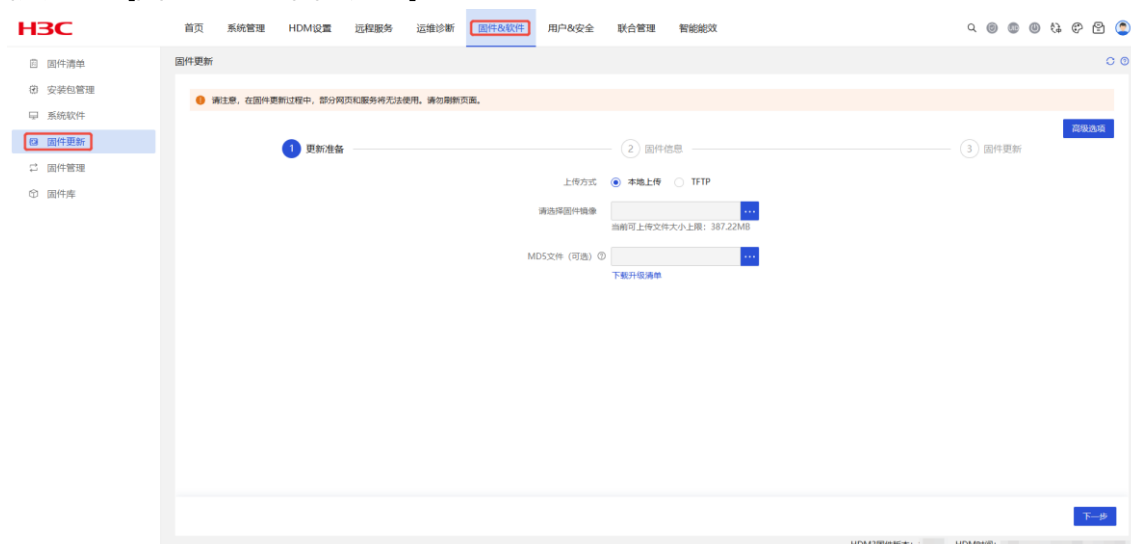 H3C
首页 系统管理 HDM设置 远程服务 运维诊断 固件&软件 用户&安全 联合管理 智能能效
固件清单
安装包管理
系统软件
固件更新
固件管理
固件库
固件更新
请注意，在固件更新过程中，部分网页和服务将无法使用。请勿刷新页面。
高级选项
1 更新准备 2 固件信息 3 固件更新
上传方式 本地上传 TFTP
请选择固件镜像 ...
当前可上传文件大小上限：387.22MB
MD5文件（可选） ...
下载升级清单
下一步